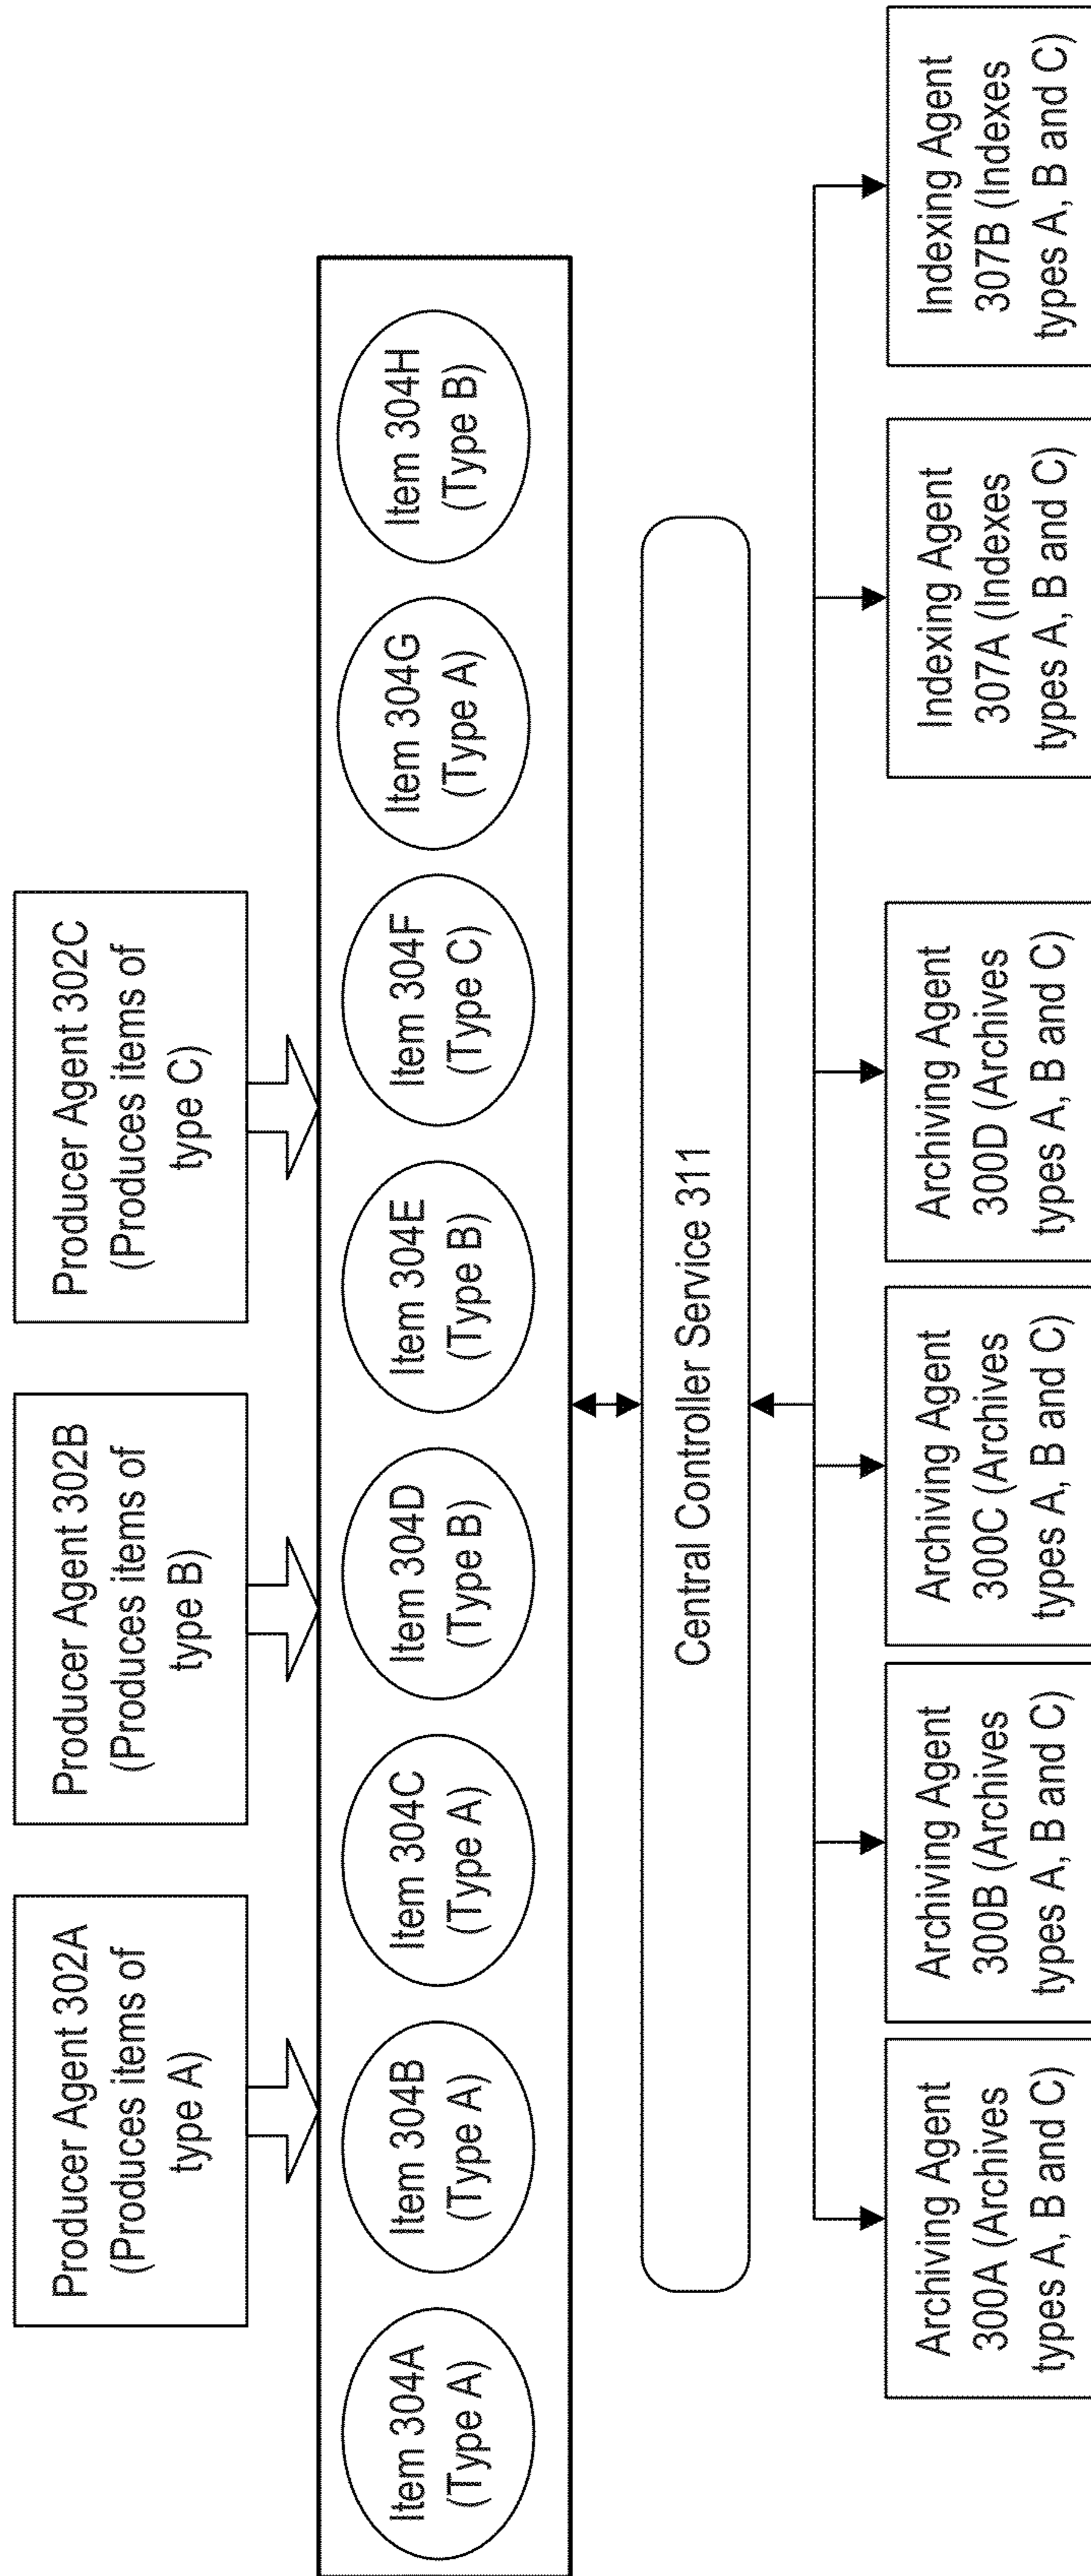 Producer Agent 302A
(Produces items of
type A)
Producer Agent 302B
(Produces items of
type B)
Producer Agent 302C
(Produces items of
type C)
Item 304A
(Type A)
Item 304B
(Type A)
Item 304C
(Type A)
Item 304D
(Type B)
Item 304E
(Type B)
Item 304F
(Type C)
Item 304G
(Type A)
Item 304H
(Type B)
Central Controller Service 311
Archiving Agent
300A (Archives
types A, B and C)
Archiving Agent
300B (Archives
types A, B and C)
Archiving Agent
300C (Archives
types A, B and C)
Archiving Agent
300D (Archives
types A, B and C)
Indexing Agent
307A (Indexes
types A, B and C)
Indexing Agent
307B (Indexes
types A, B and C)